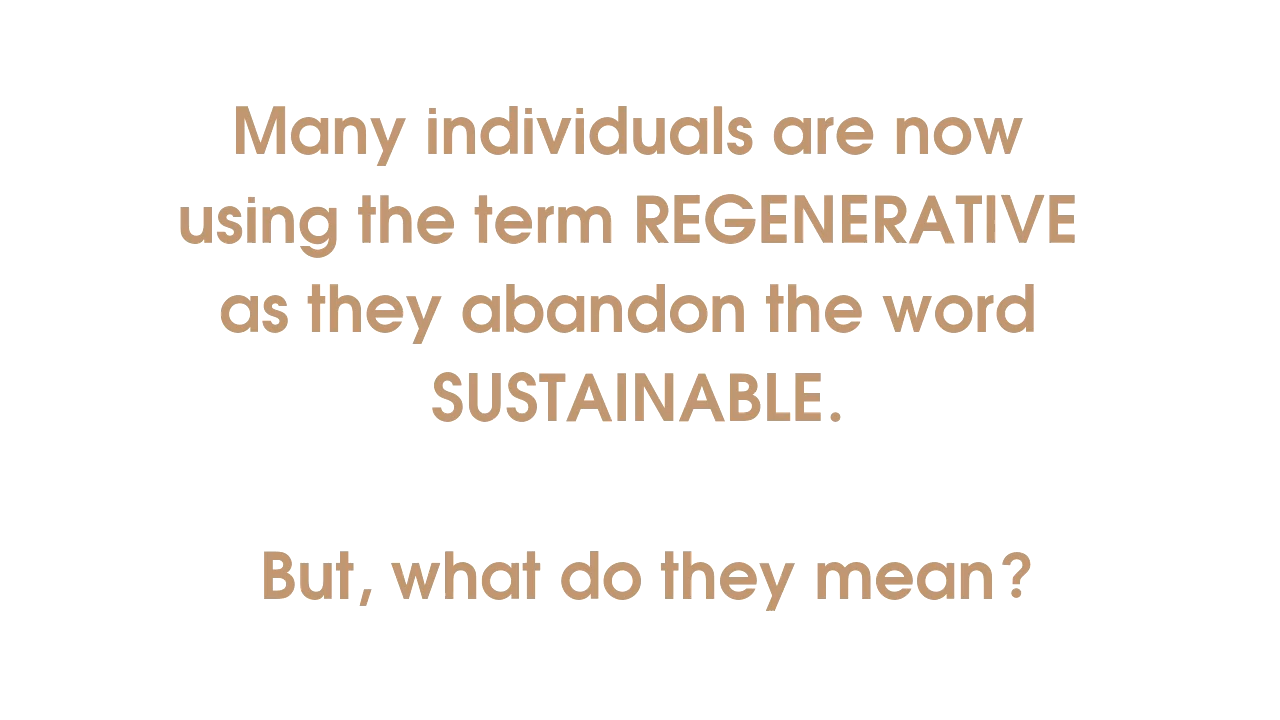 Many individuals are now
using the term REGENERATIVE
as they abandon the word
SUSTAINABLE.
But, what do they mean?